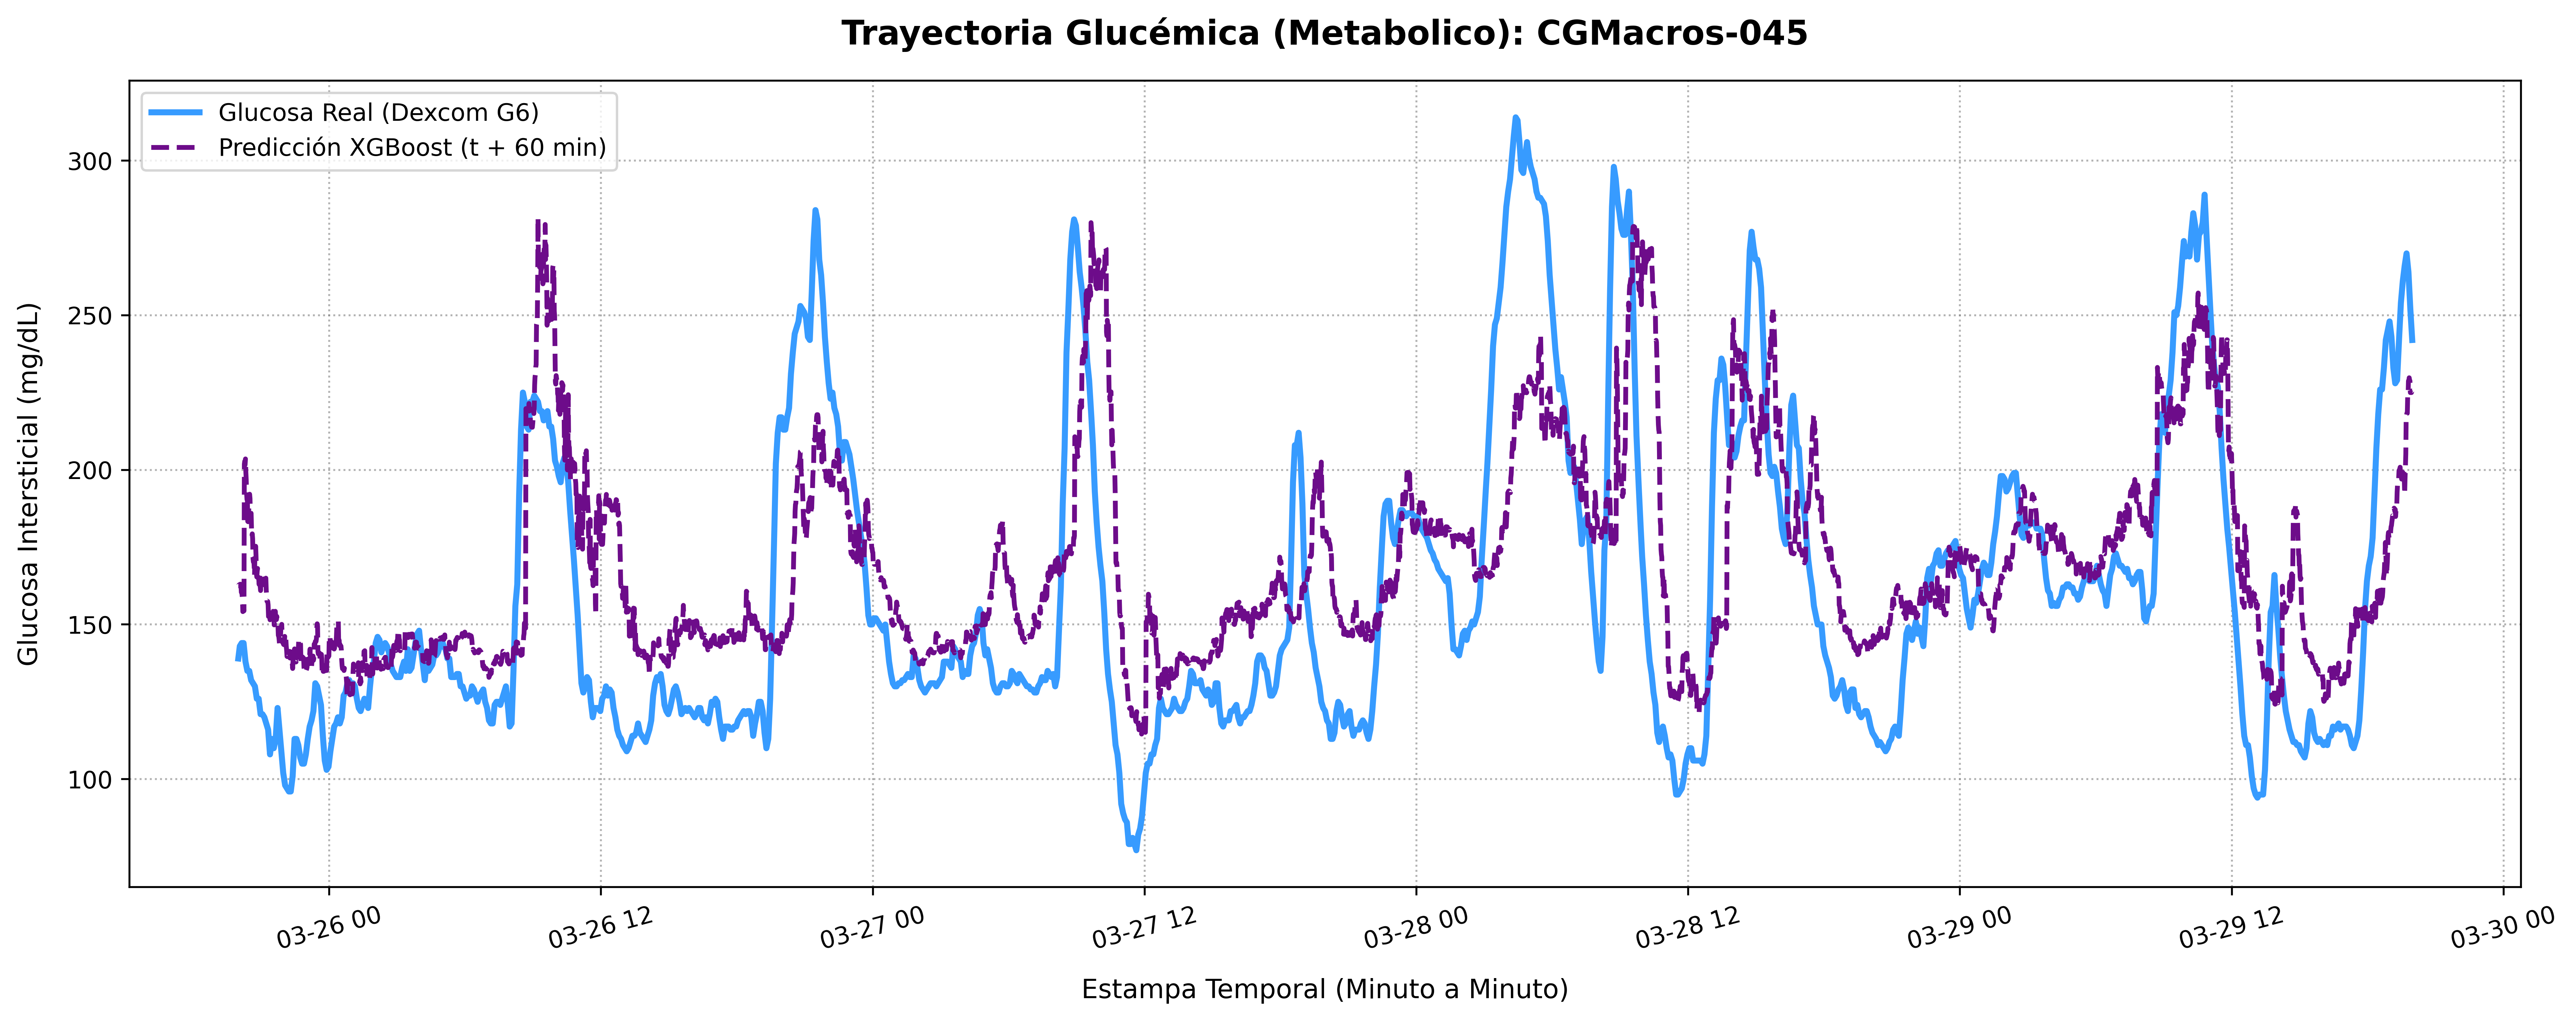 Trayectoria Glucémica (Metabolico): CGMacros-045
Glucosa Real (Dexcom G6)
Predicción XGBoost (t + 60 min)
Glucosa Intersticial (mg/dL)
300
250
200
150
100
03-26 00
03-26 12
03-27 00
03-27 12
03-28 00
03-28 12
03-29 00
03-29 12
03-30 00
Estampa Temporal (Minuto a Minuto)